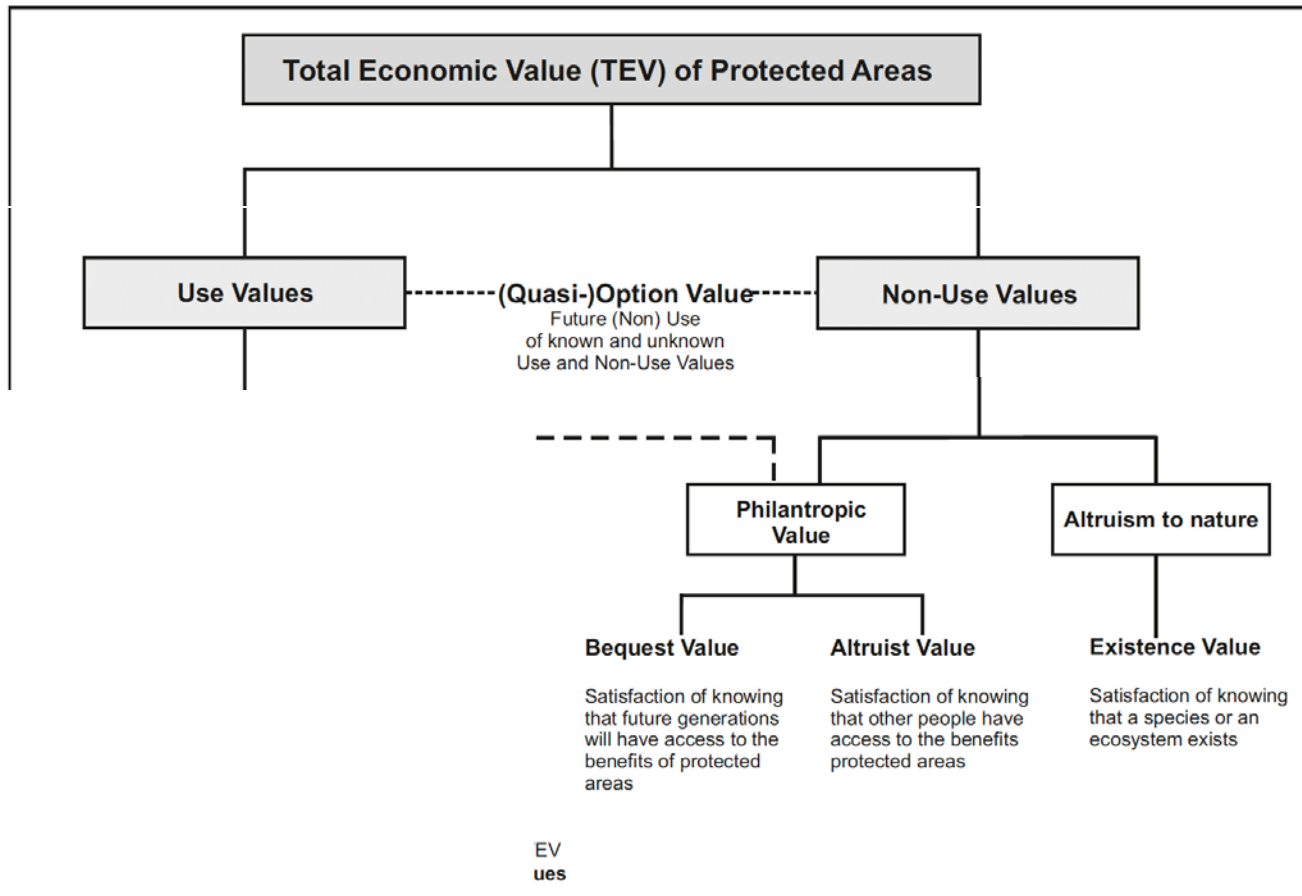 Total Economic Value (TEV) of Protected Areas
Use Values
(Quasi-)Option Value
Future (Non) Use
of known and unknown
Use and Non-Use Values
Non-Use Values
Philantropic
Value
Altruism to nature
Bequest Value
Satisfaction of knowing
that future generations
will have access to the
benefits of protected
areas
Altruist Value
Satisfaction of knowing
that other people have
access to the benefits
protected areas
Existence Value
Satisfaction of knowing
that a species or an
ecosystem exists
EV
ues